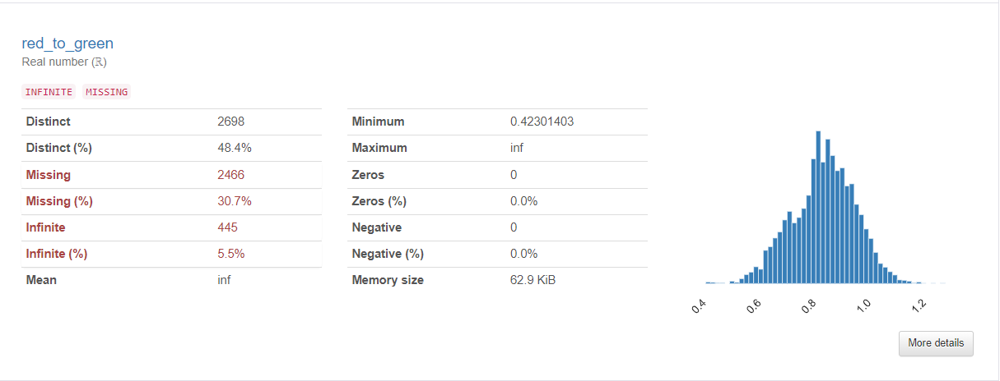 red_to_green
Real number (ℝ)
INFINITE MISSING
Distinct 2698
Distinct (%) 48.4%
Missing 2466
Missing (%) 30.7%
Infinite 445
Infinite (%) 5.5%
Mean inf
Minimum 0.42301403
Maximum inf
Zeros 0
Zeros (%) 0.0%
Negative 0
Negative (%) 0.0%
Memory size 62.9 KiB
0.4 0.6 0.8 1.0 1.2
More details